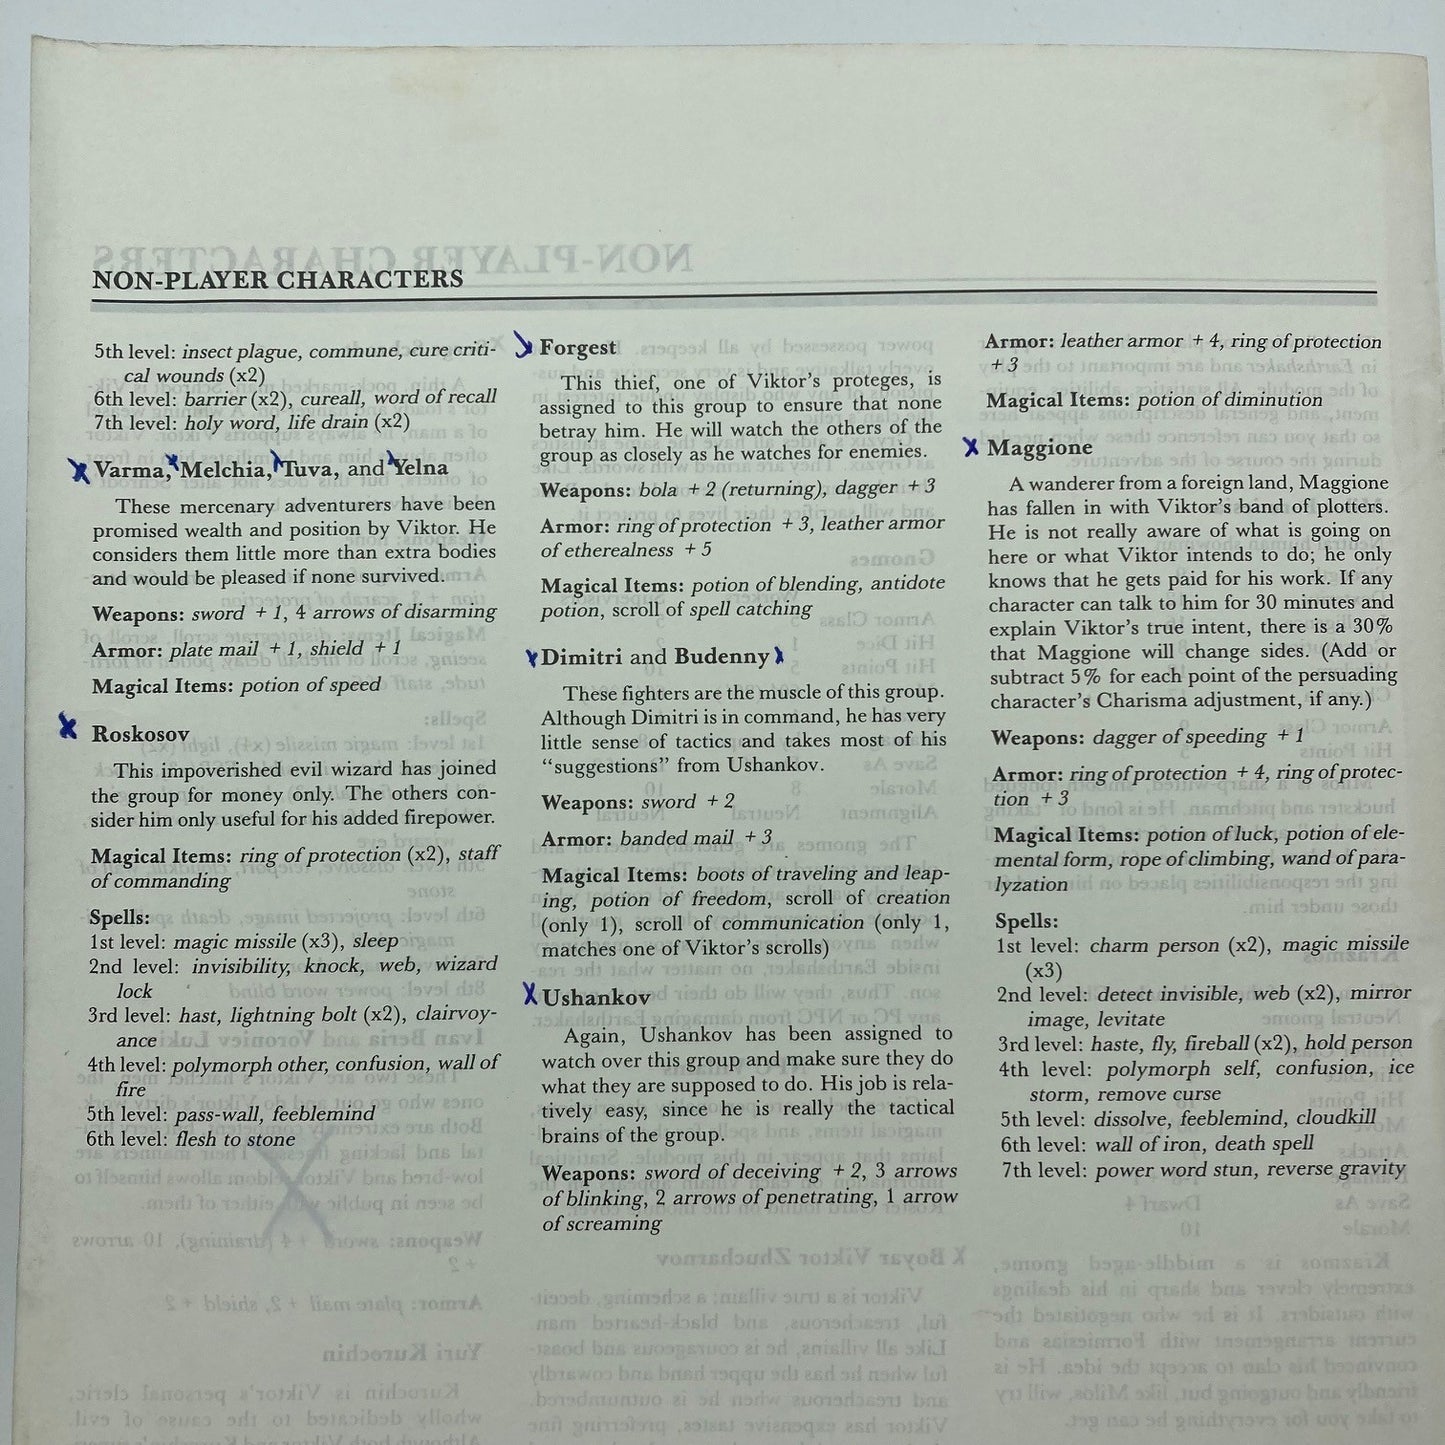 NON-PLAYER CHARACTERS
5th level: insect plague, commune, cure criti-
cal wounds (x2)
6th level: barrier (x2), cureall, word of recall
7th level: holy word, life drain (x2)
Varma, Melchia, Tuva, and Yelna
These mercenary adventurers have been
promised wealth and position by Viktor. He
considers them little more than extra bodies
and would be pleased if none survived.
Weapons: sword +1, 4 arrows of disarming
Armor: plate mail +1, shield +1
Magical Items: potion of speed
Roskosov
This impoverished evil wizard has joined
the group for money only. The others con-
sider him only useful for his added firepower.
Magical Items: ring of protection (x2), staff
of commanding
Spells:
1st level: magic missile (x3), sleep
2nd level: invisibility, knock, web, wizard
lock
3rd level: hast, lightning bolt (x2), clairvoy-
ance
4th level: polymorph other, confusion, wall of
fire
5th level: pass-wall, feeblemind
6th level: flesh to stone
Forgest
This thief, one of Viktor's proteges, is
assigned to this group to ensure that none
betray him. He will watch the others of the
group as closely as he watches for enemies.
Weapons: bola +2 (returning), dagger +3
Armor: ring of protection +3, leather armor
of etherealness +5
Magical Items: potion of blending, antidote
potion, scroll of spell catching
Dimitri and Budenny
These fighters are the muscle of this group.
Although Dimitri is in command, he has very
little sense of tactics and takes most of his
"suggestions" from Ushankov.
Weapons: sword +2
Armor: banded mail +3
Magical Items: boots of traveling and leap-
ing, potion of freedom, scroll of creation
(only 1), scroll of communication (only 1,
matches one of Viktor's scrolls)
Ushankov
Again, Ushankov has been assigned to
watch over this group and make sure they do
what they are supposed to do. His job is rela-
tively easy, since he is really the tactical
brains of the group.
Weapons: sword of deceiving +2, 3 arrows
of blinking, 2 arrows of penetrating, 1 arrow
of screaming
Armor: leather armor +4, ring of protection
+3
Magical Items: potion of diminution
Maggione
A wanderer from a foreign land, Maggione
has fallen in with Viktor's band of plotters.
He is not really aware of what is going on
here or what Viktor intends to do; he only
knows that he gets paid for his work. If any
character can talk to him for 30 minutes and
explain Viktor's true intent, there is a 30%
that Maggione will change sides. (Add or
subtract 5% for each point of the persuading
character's Charisma adjustment, if any.)
Weapons: dagger of speeding +1
Armor: ring of protection +4, ring of protec-
tion +3
Magical Items: potion of luck, potion of ele-
mental form, rope of climbing, wand of para-
lyzation
Spells:
1st level: charm person (x2), magic missile
(x3)
2nd level: detect invisible, web (x2), mirror
image, levitate
3rd level: haste, fly, fireball (x2), hold person
4th level: polymorph self, confusion, ice
storm, remove curse
5th level: dissolve, feeblemind, cloudkill
6th level: wall of iron, death spell
7th level: power word stun, reverse gravity